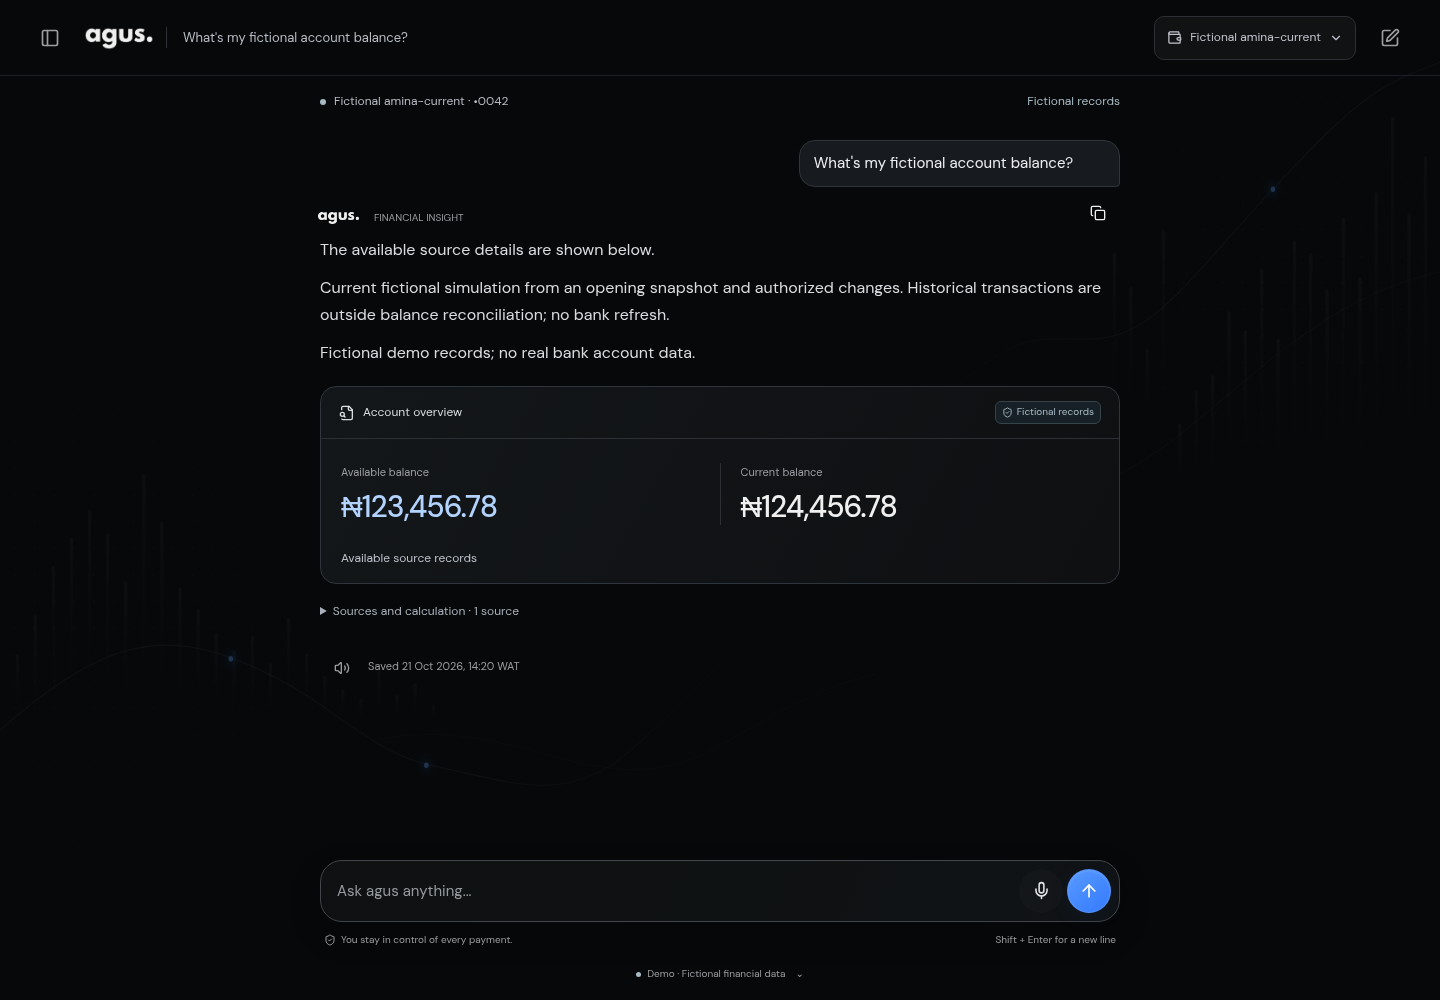 agus.
What's my fictional account balance?
Fictional amina-current
Fictional amina-current · •0042
Fictional records
What's my fictional account balance?
agus.
FINANCIAL INSIGHT
The available source details are shown below.
Current fictional simulation from an opening snapshot and authorized changes. Historical transactions are
outside balance reconciliation; no bank refresh.
Fictional demo records; no real bank account data.
Account overview
Fictional records
Available balance
Current balance
₦123,456.78
₦124,456.78
Available source records
Sources and calculation · 1 source
Saved 21 Oct 2026, 14:20 WAT
Ask agus anything...
You stay in control of every payment.
Shift + Enter for a new line
Demo · Fictional financial data